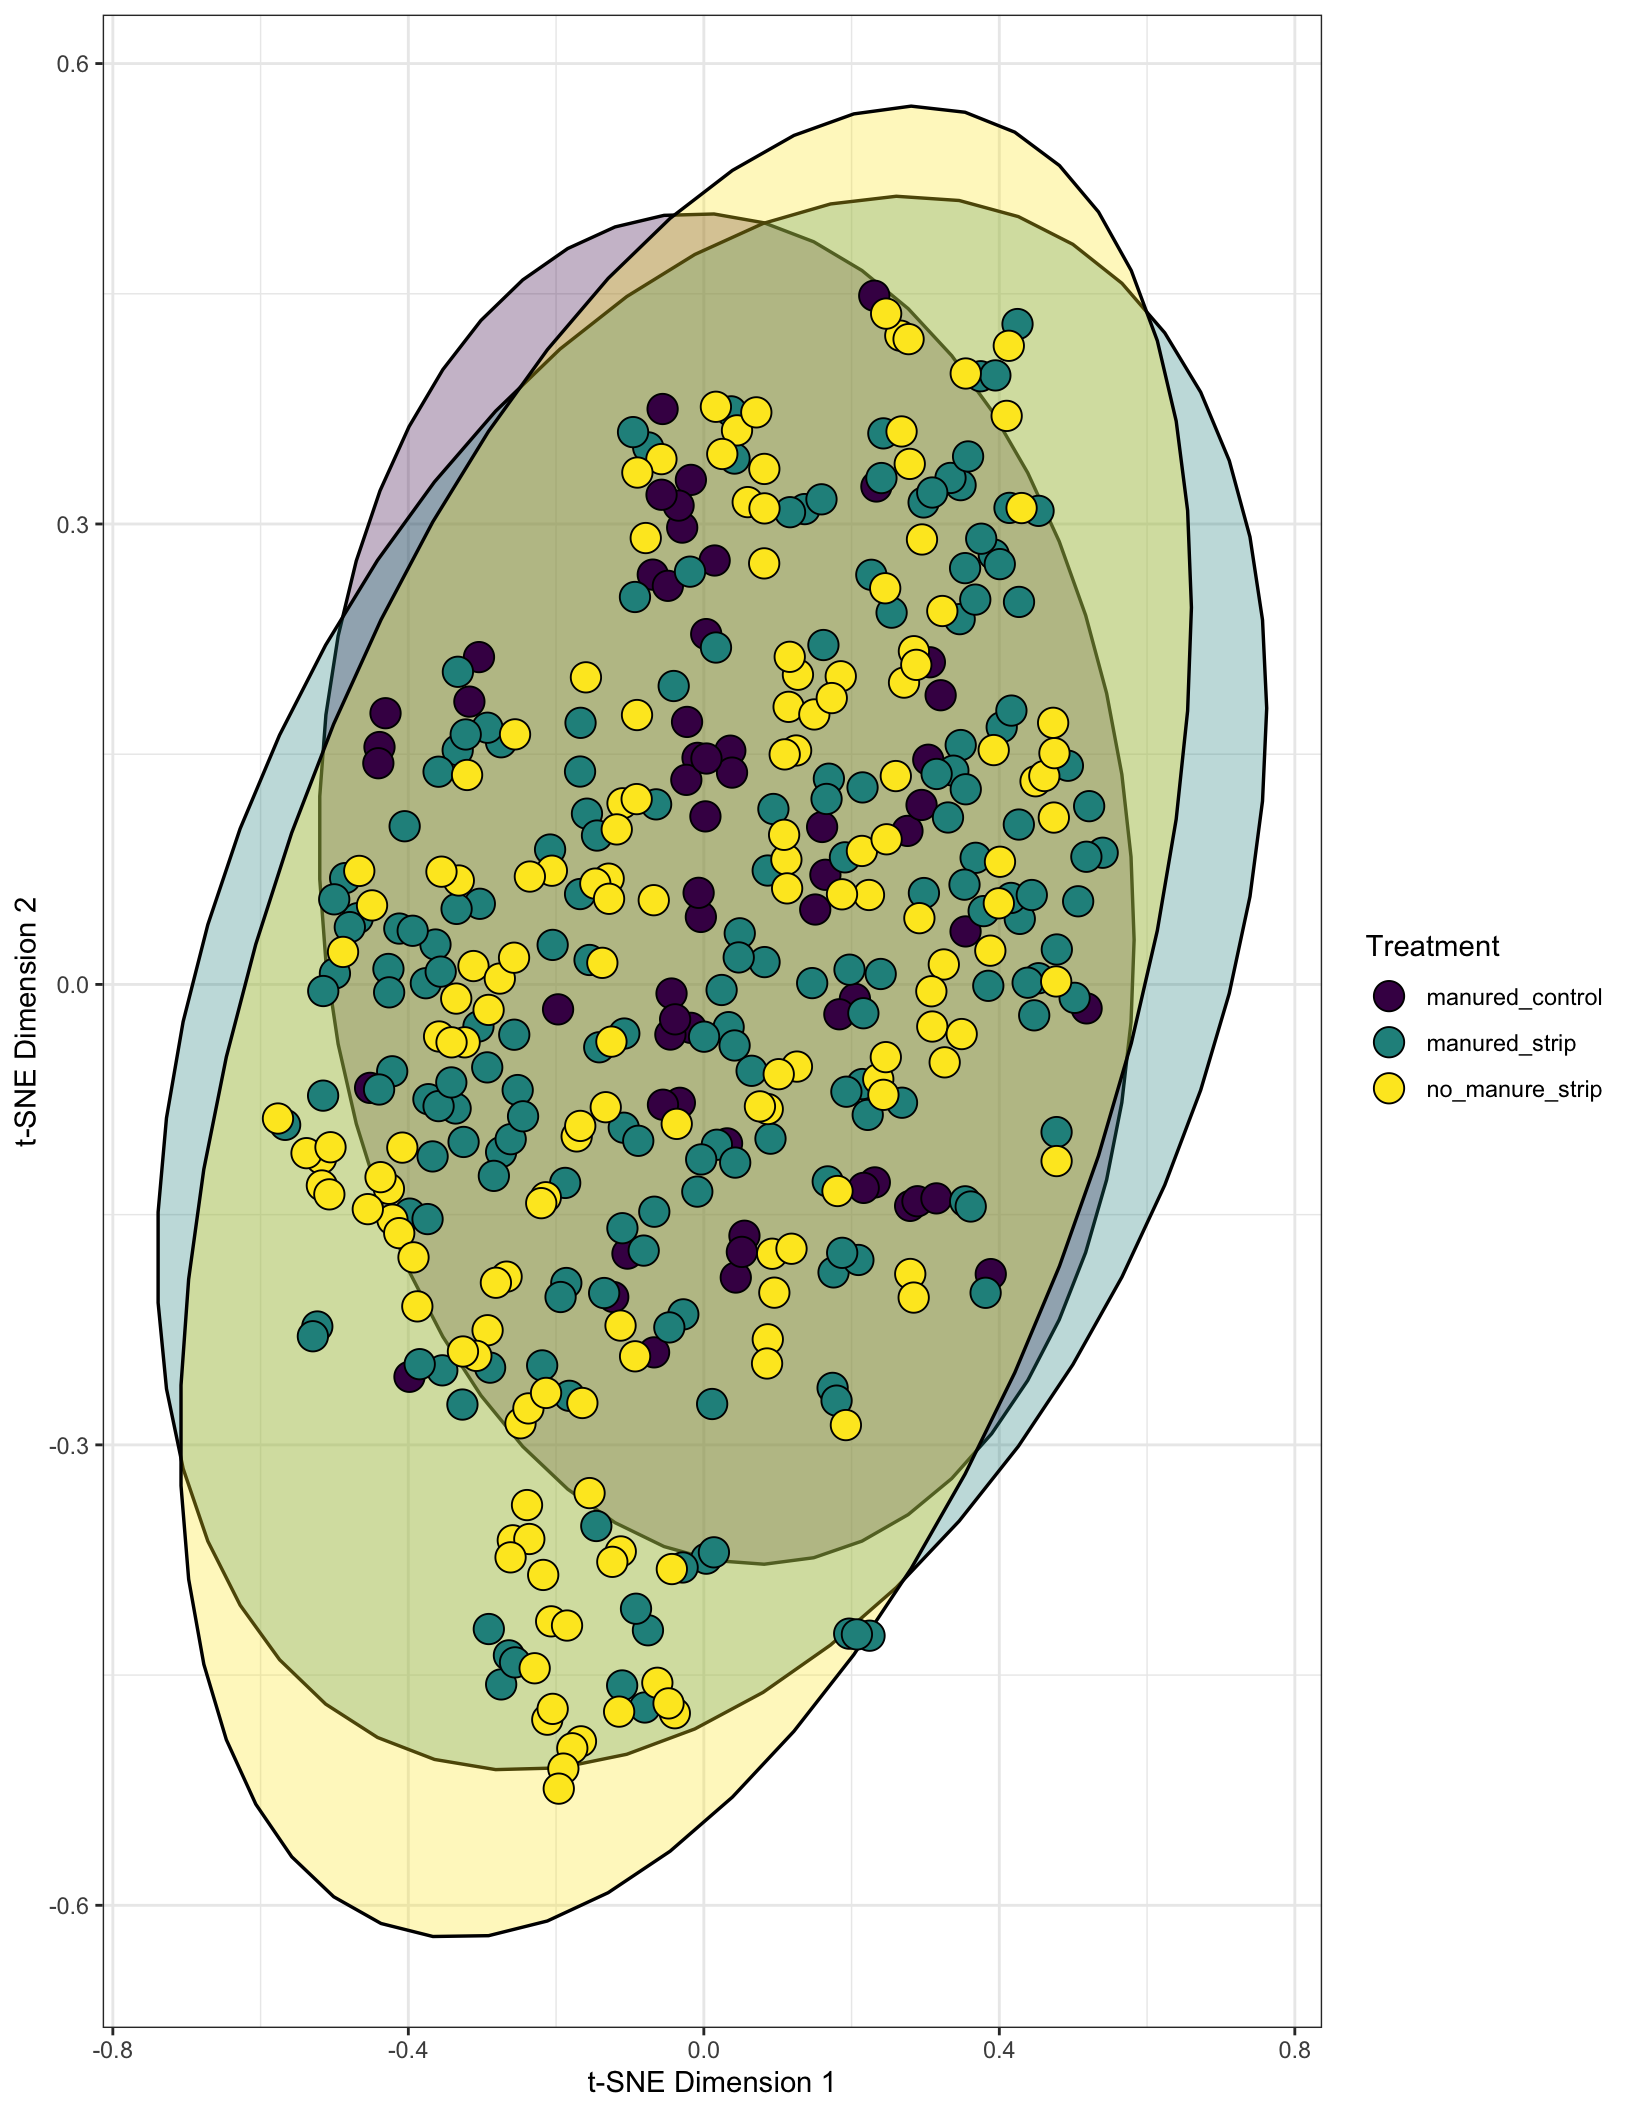 0.6
0.3
0.0
-0.3
-0.6
t-SNE Dimension 2
-0.8
-0.4
0.0
0.4
0.8
t-SNE Dimension 1
Treatment
manured_control
manured_strip
no_manure_strip